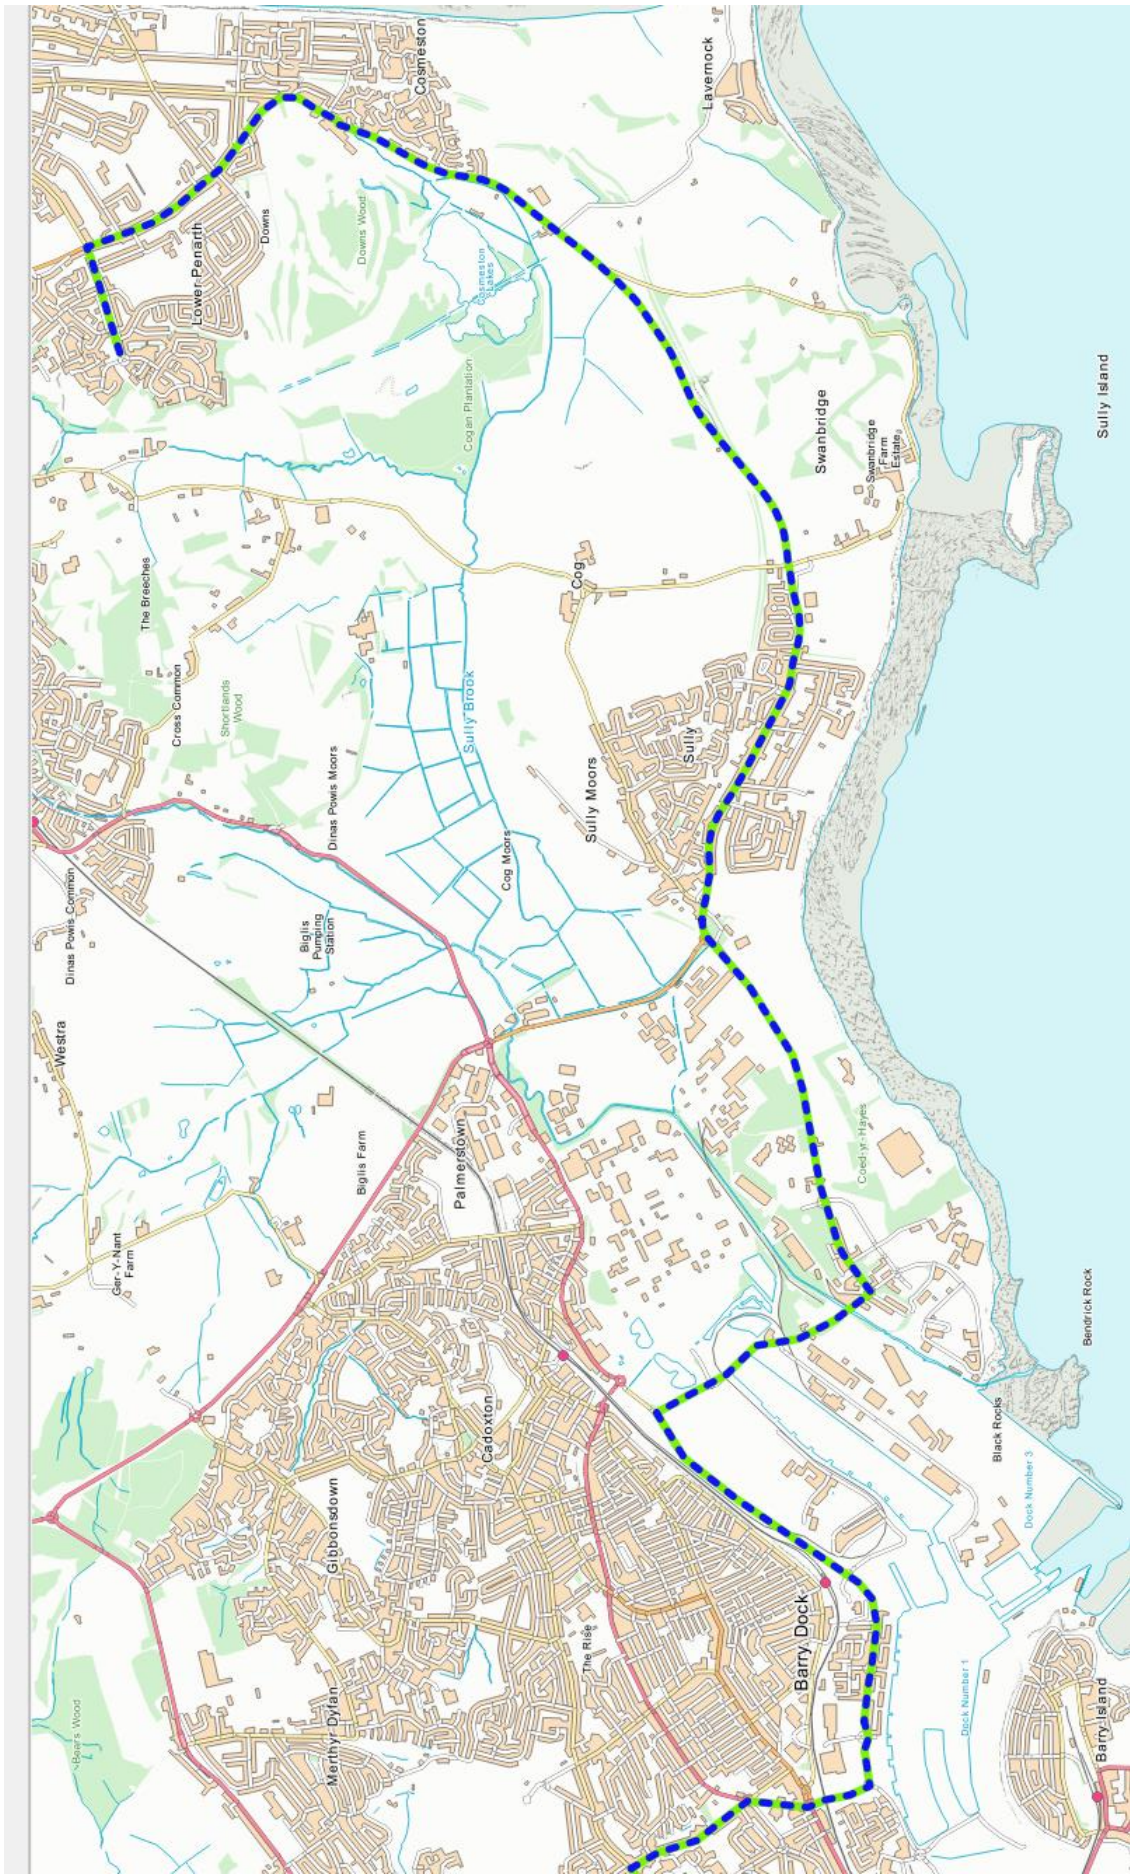 Cosmeston
Lavernock
Lower Penarth
Downs
Downs Wood
Cosmeston
Lakes
Cogan Plantation
Swanbridge
Swanbridge
Farm
Estate
Sully Island
The Breeches
Cog
Cross Common
Shortlands
Wood
Sully Brook
Sully
Dinas Powis Moors
Sully Moors
Cog Moors
Dinas Powis Common
Biglis
Pumping
Station
Westra
Biglis Farm
Palmerstown
Coed-yr-Hayes
Ger-Y-Nant
Farm
Bendrick Rock
Cadoxton
Black Rocks
Dock Number 3
Gibbonsdown
The Rise
Barry Dock
Merthyr Dyfan
Bears Wood
Dock Number 1
Barry Island